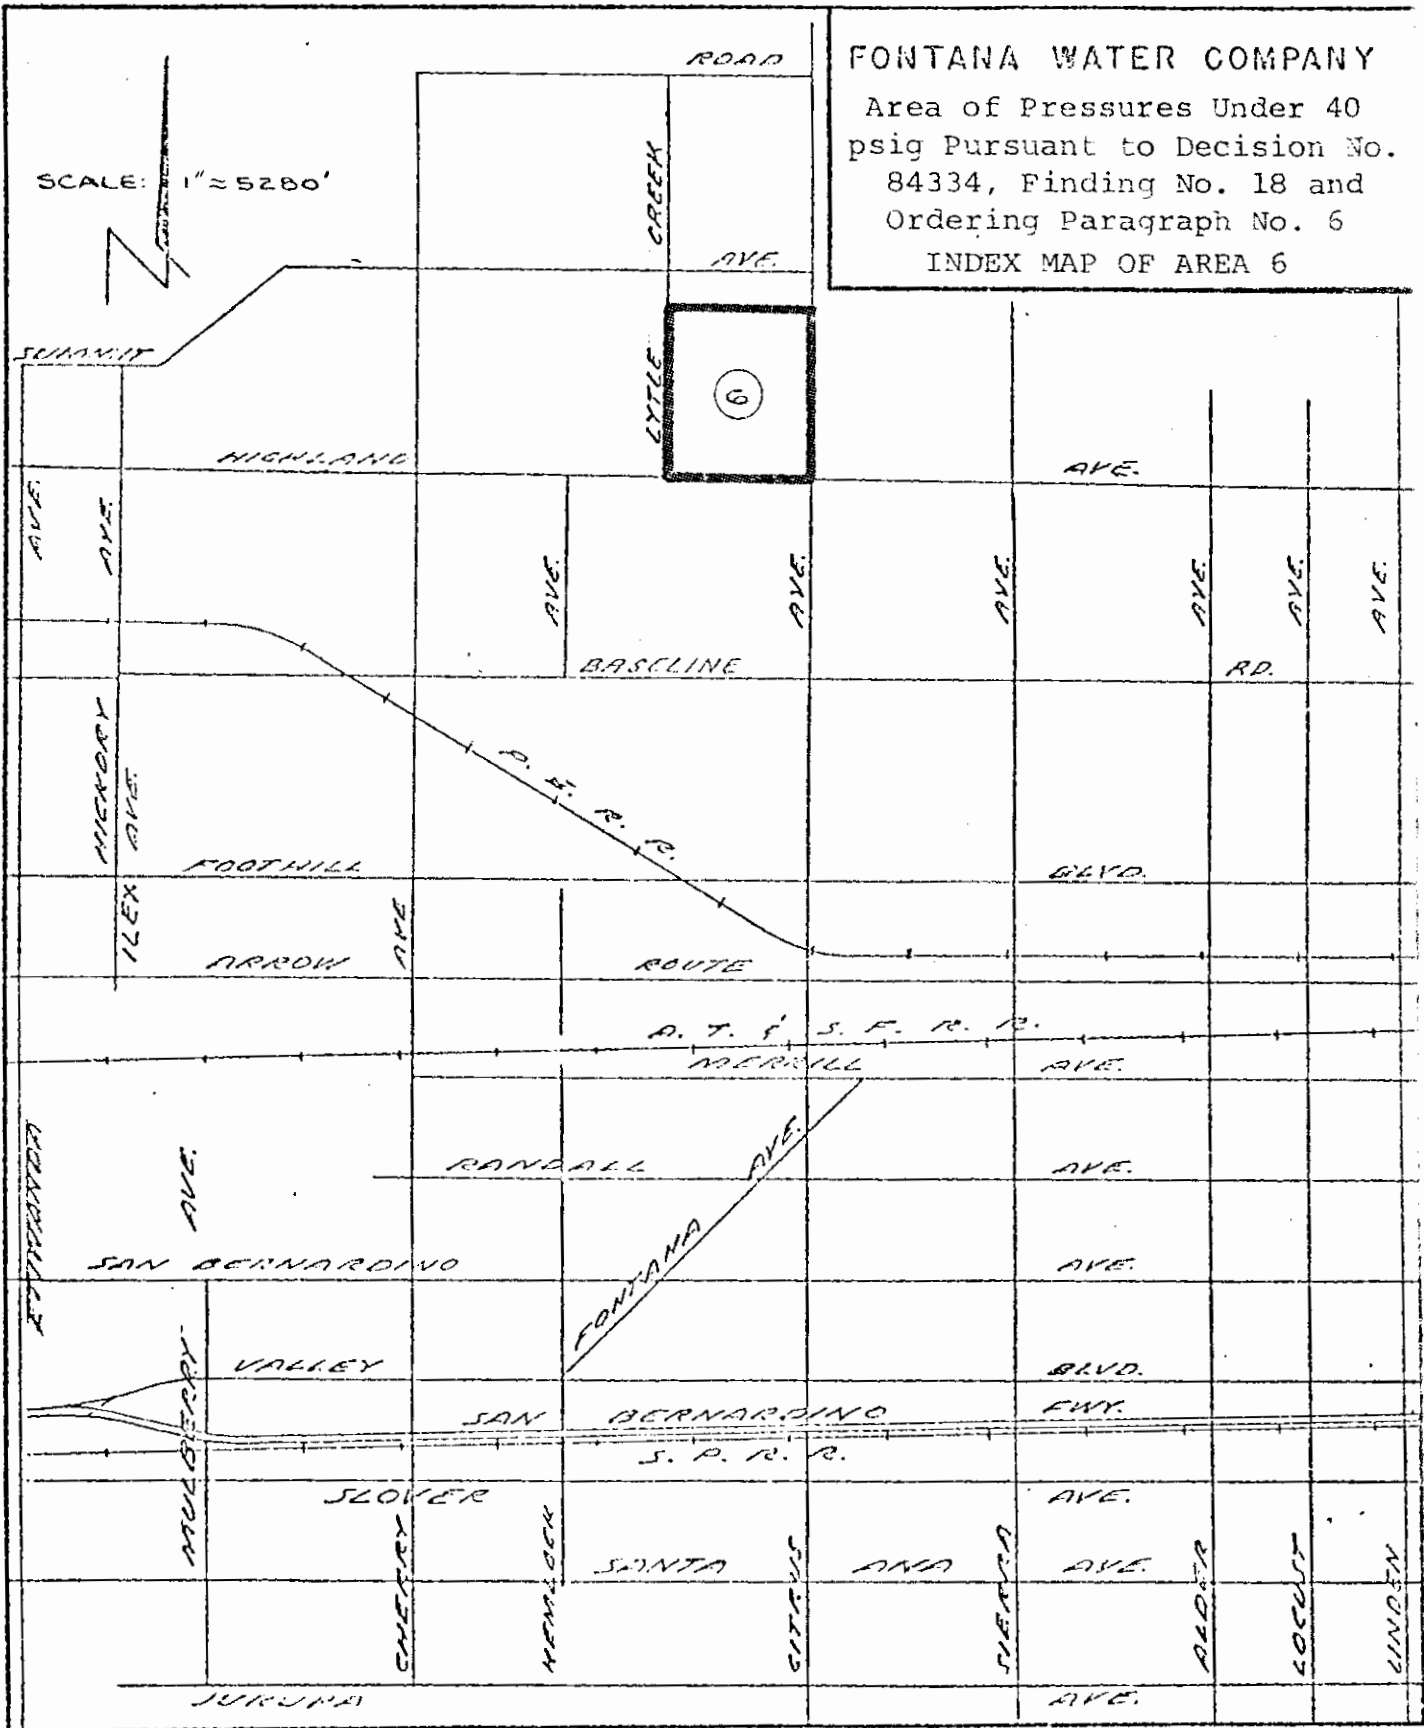 FONTANA WATER COMPANY
Area of Pressures Under 40
psig Pursuant to Decision No.
84334, Finding No. 18 and
Ordering Paragraph No. 6
INDEX MAP OF AREA 6
SCALE: 1"≈5280'
ROAD
LYTLE CREEK
AVE.
SUMMIT
6
HIGHLAND AVE.
AVE.
AVE.
AVE.
AVE.
AVE.
AVE.
AVE.
AVE.
BASELINE RD.
HICKORY
ILEX AVE.
P. E. R. R.
FOOTHILL BLVD.
AVE
ARROW ROUTE
A. T. & S. F. R. R.
MERRILL AVE.
RANDALL AVE.
FONTANA AVE.
AVE.
SAN BERNARDINO AVE.
MULBERRY
VALLEY BLVD.
SAN BERNARDINO FWY.
S. P. R. R.
SLOVER AVE.
SANTA ANA AVE.
CHERRY
HEMLOCK
CITRUS
SIERRA
ALDER
LOCUST
LINDEN
JURUPA AVE.